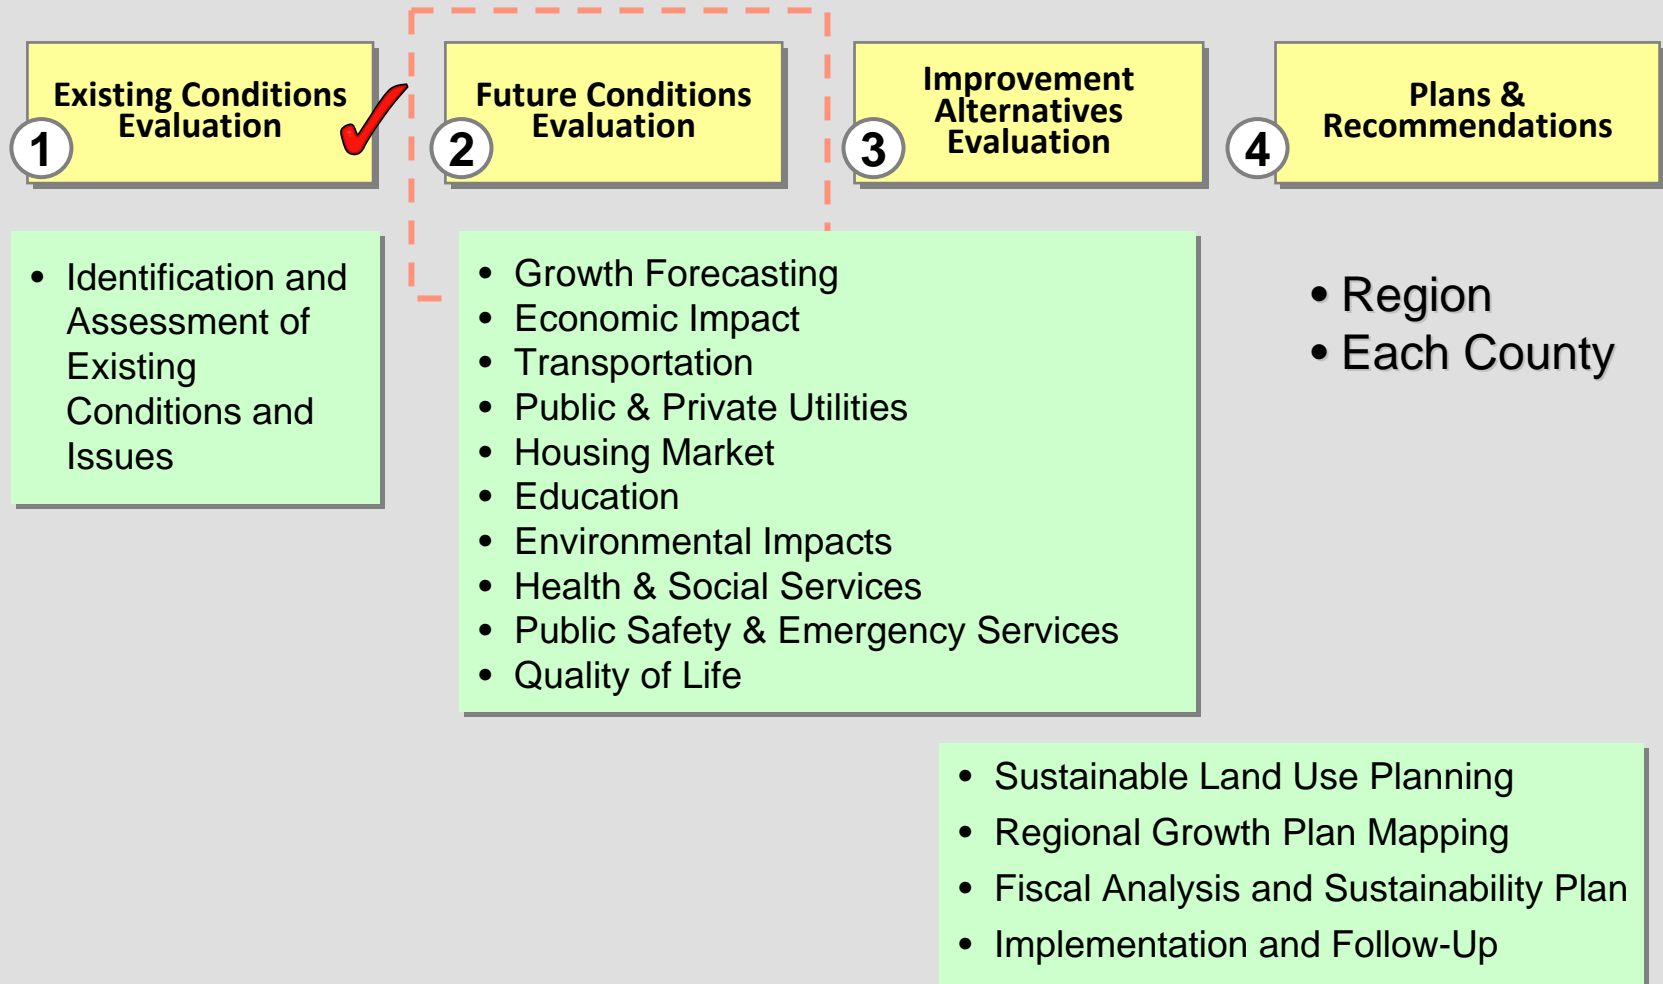 Existing Conditions
Evaluation
1
Future Conditions
Evaluation
2
Improvement
Alternatives
Evaluation
3
Plans &
Recommendations
4
• Identification and
Assessment of
Existing
Conditions and
Issues
• Growth Forecasting
• Economic Impact
• Transportation
• Public & Private Utilities
• Housing Market
• Education
• Environmental Impacts
• Health & Social Services
• Public Safety & Emergency Services
• Quality of Life
• Region
• Each County
• Sustainable Land Use Planning
• Regional Growth Plan Mapping
• Fiscal Analysis and Sustainability Plan
• Implementation and Follow-Up